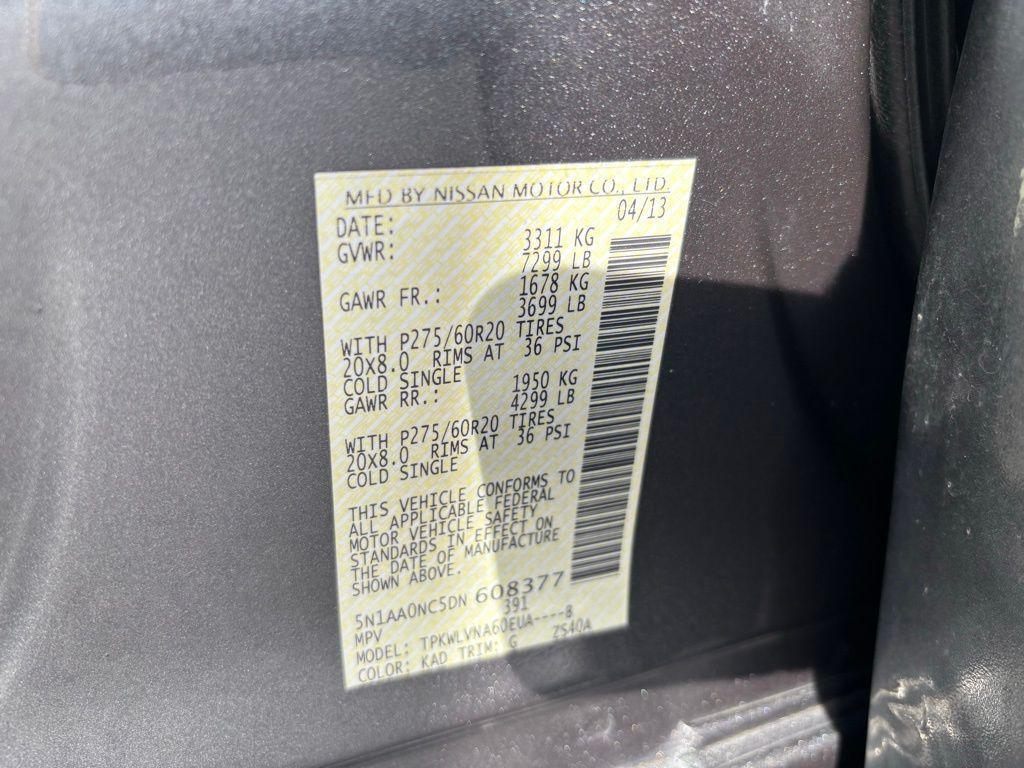 MFD BY NISSAN MOTOR CO., LTD.
DATE: 04/13
GVWR: 3311 KG
7299 LB
GAWR FR.: 1678 KG
3699 LB
WITH P275/60R20 TIRES
20X8.0 RIMS AT 36 PSI
COLD SINGLE
GAWR RR.: 1950 KG
4299 LB
WITH P275/60R20 TIRES
20X8.0 RIMS AT 36 PSI
COLD SINGLE
THIS VEHICLE CONFORMS TO
ALL APPLICABLE FEDERAL
MOTOR VEHICLE SAFETY
STANDARDS IN EFFECT ON
THE DATE OF MANUFACTURE
SHOWN ABOVE.
5N1AA0NC5DN 608377
MPV 391
MODEL: TPKWLVNA60EUA----8
COLOR: KAD TRIM: G ZS40A